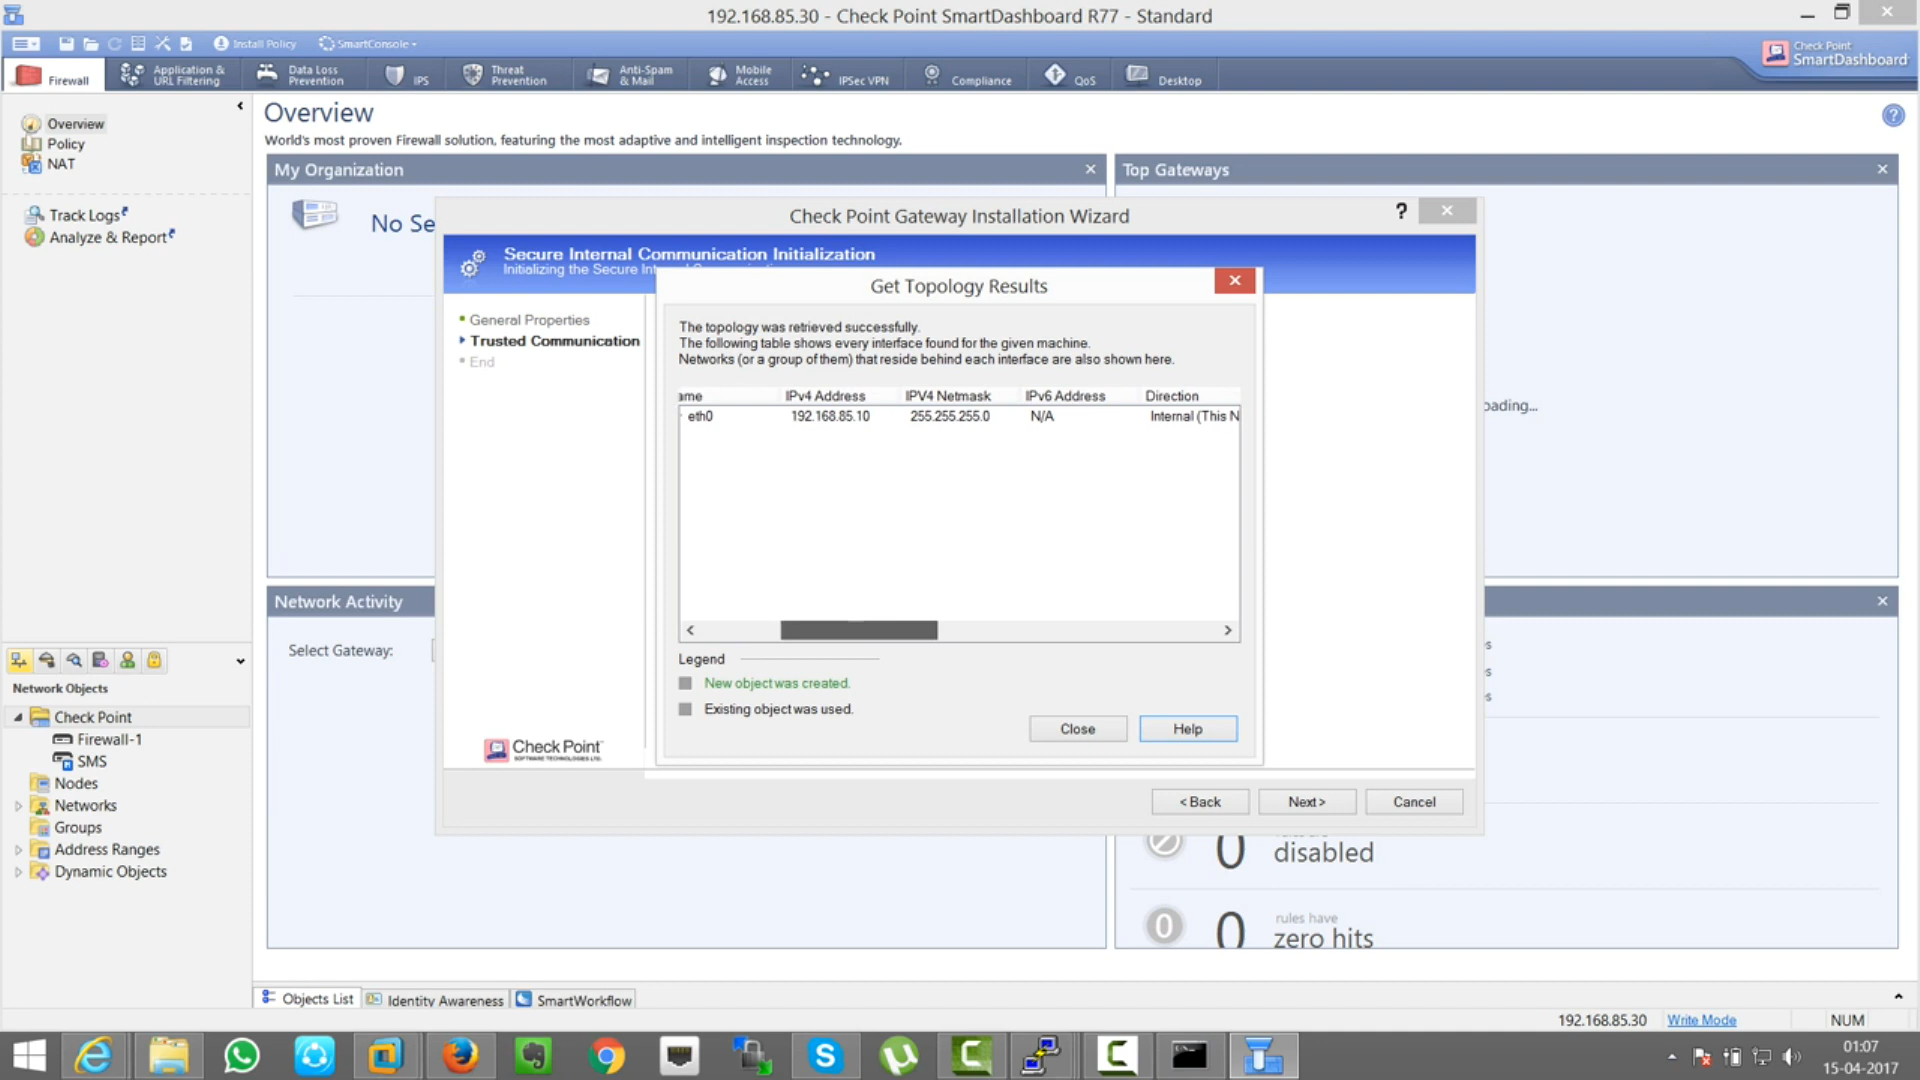 192.168.85.30 - Check Point SmartDashboard R77 - Standard
Install Policy
SmartConsole
Check Point
SmartDashboard
Firewall
Application &
URL Filtering
Data Loss
Prevention
IPS
Threat
Prevention
Anti-Spam
& Mail
Mobile
Access
IPSec VPN
Compliance
QoS
Desktop
Overview
Policy
NAT
Track Logs
Analyze & Report
Overview
World's most proven Firewall solution, featuring the most adaptive and intelligent inspection technology.
My Organization
Top Gateways
No Se
Check Point Gateway Installation Wizard
?
Secure Internal Communication Initialization
Initializing the Secure
General Properties
Trusted Communication
End
Get Topology Results
The topology was retrieved successfully.
The following table shows every interface found for the given machine.
Networks (or a group of them) that reside behind each interface are also shown here.
ame IPv4 Address IPV4 Netmask IPv6 Address Direction
eth0 192.168.85.10 255.255.255.0 N/A Internal (This N
oading...
Legend
New object was created.
Existing object was used.
Close
Help
Check Point
SOFTWARE TECHNOLOGIES LTD.
< Back
Next >
Cancel
Network Activity
Select Gateway:
s
s
s
0 disabled
0
0 rules have
zero hits
Network Objects
Check Point
Firewall-1
SMS
Nodes
Networks
Groups
Address Ranges
Dynamic Objects
Objects List
Identity Awareness
SmartWorkflow
192.168.85.30
Write Mode
NUM
01:07
15-04-2017